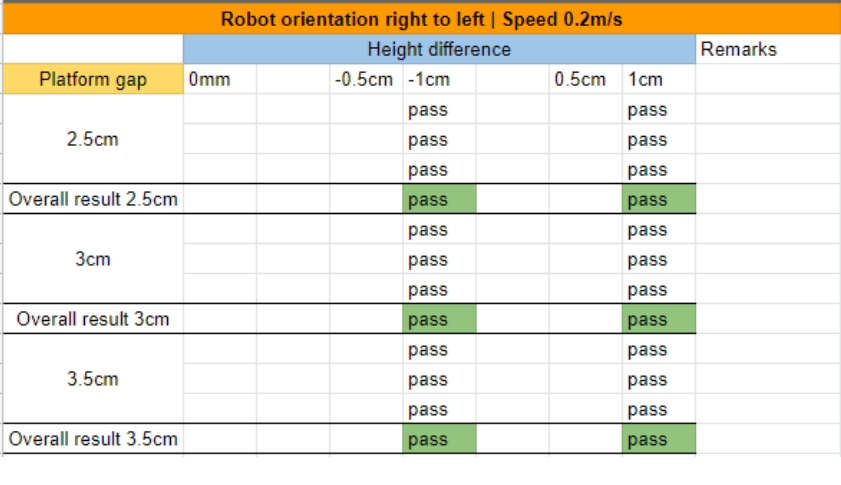 Robot orientation right to left | Speed 0.2m/s
Height difference Remarks
Platform gap 0mm -0.5cm -1cm 0.5cm 1cm
pass pass
2.5cm pass pass
pass pass
Overall result 2.5cm pass pass
pass pass
3cm pass pass
pass pass
Overall result 3cm pass pass
pass pass
3.5cm pass pass
pass pass
Overall result 3.5cm pass pass